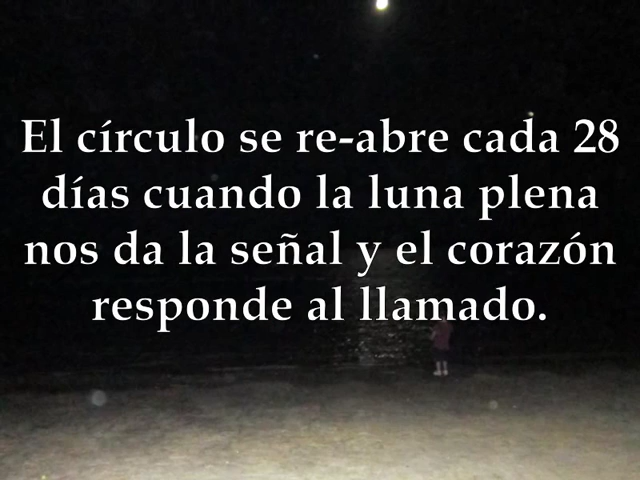 El círculo se re-abre cada 28
días cuando la luna plena
nos da la señal y el corazón
responde al llamado.